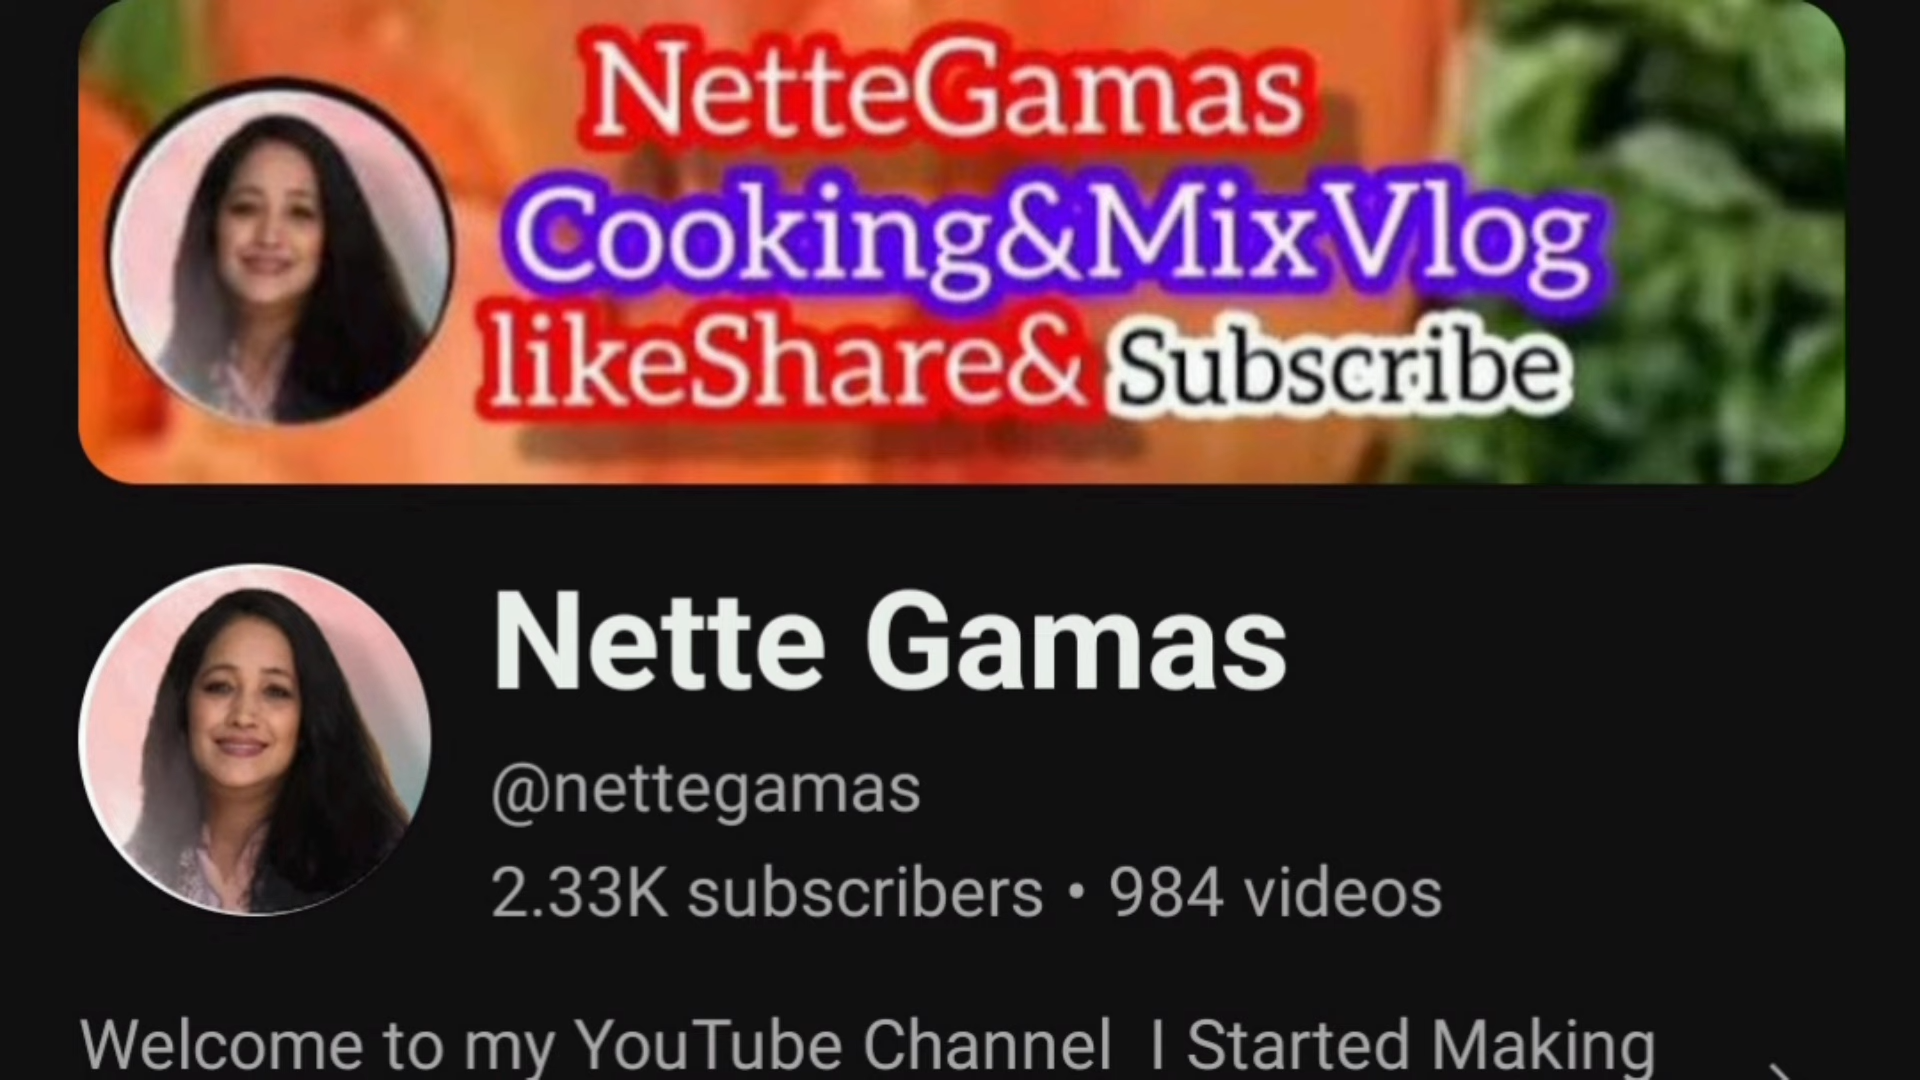 NetteGamas
Cooking&MixVlog
likeShare& Subscribe
Nette Gamas
@nettegamas
2.33K subscribers • 984 videos
Welcome to my YouTube Channel I Started Making